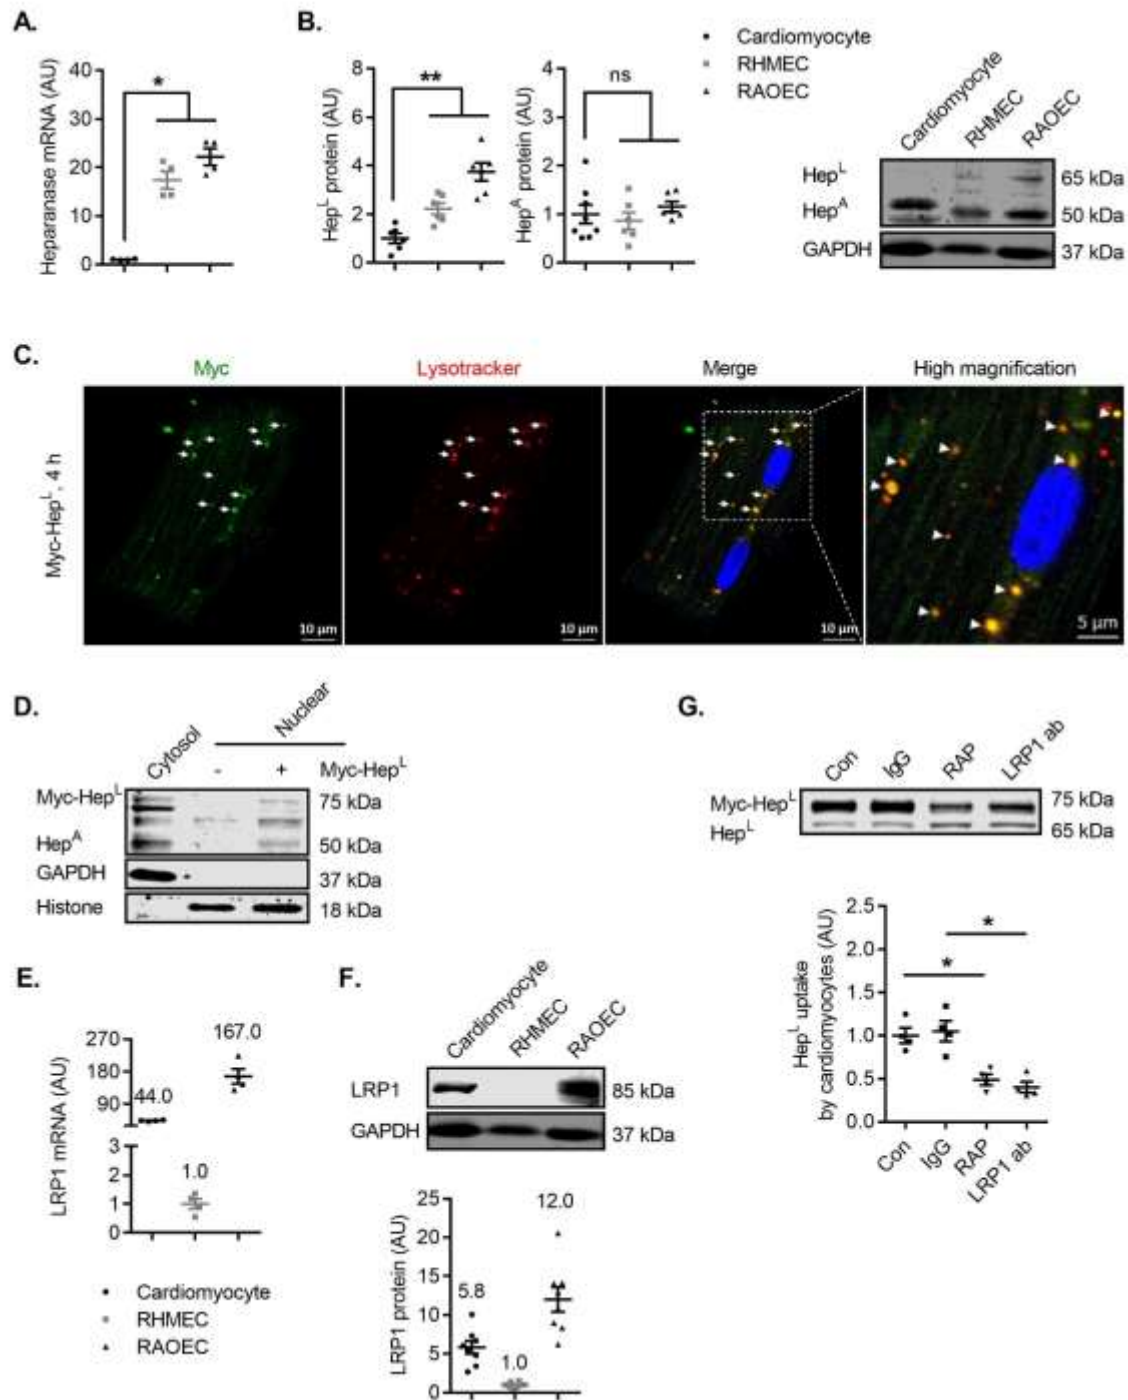 A.
Heparanase mRNA (AU)
40
30
20
10
0
*
B.
Hep^L protein (AU)
8
6
4
2
0
**
Hep^A protein (AU)
4
3
2
1
0
ns
Cardiomyocyte
RHMEC
RAOEC
Cardiomyocyte
RHMEC
RAOEC
Hep^L
65 kDa
Hep^A
50 kDa
GAPDH
37 kDa
C.
Myc
Lysotracker
Merge
High magnification
Myc-Hep^L, 4 h
10 µm
10 µm
10 µm
5 µm
D.
Cytosol
Nuclear
- + Myc-Hep^L
Myc-Hep^L
75 kDa
Hep^A
50 kDa
GAPDH
37 kDa
Histone
18 kDa
G.
Con
IgG
RAP
LRP1 ab
Myc-Hep^L
75 kDa
Hep^L
65 kDa
Hep^L uptake
by cardiomyocytes (AU)
2.5
2.0
1.5
1.0
0.5
0.0
*
*
Con
IgG
RAP
LRP1 ab
E.
LRP1 mRNA (AU)
270
180
90
3
2
1
0
44.0
1.0
167.0
Cardiomyocyte
RHMEC
RAOEC
F.
Cardiomyocyte
RHMEC
RAOEC
LRP1
85 kDa
GAPDH
37 kDa
LRP1 protein (AU)
25
20
15
10
5
0
5.8
1.0
12.0